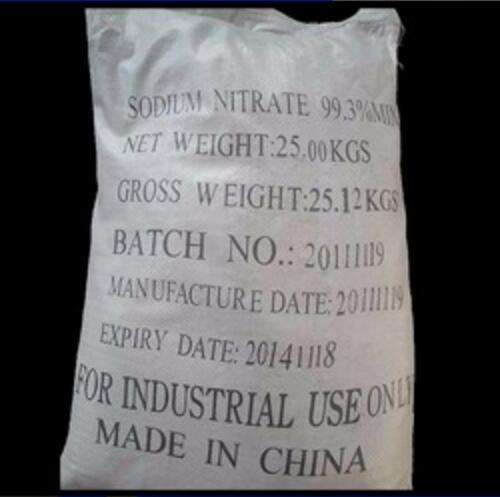 SODIUM NITRATE 99.3%MIN
NET WEIGHT:25.00KGS
GROSS WEIGHT:25.12KGS
BATCH NO.: 20111119
MANUFACTURE DATE: 20111119
EXPIRY DATE: 20141118
FOR INDUSTRIAL USE ONLY
MADE IN CHINA